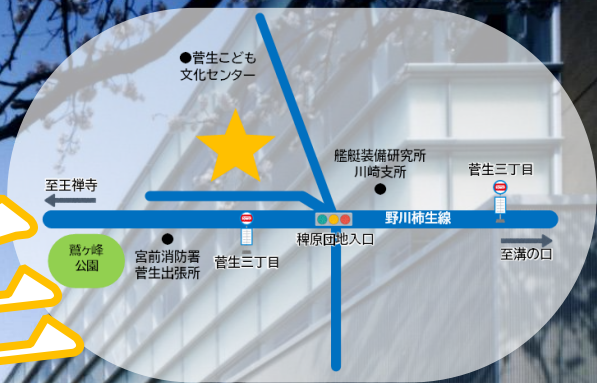 ●菅生こども
文化センター
艦艇装備研究所
川崎支所
菅生三丁目
至王禅寺
野川柿生線
稗原団地入口
至溝の口
鷲ヶ峰
公園
宮前消防署
菅生出張所
菅生三丁目